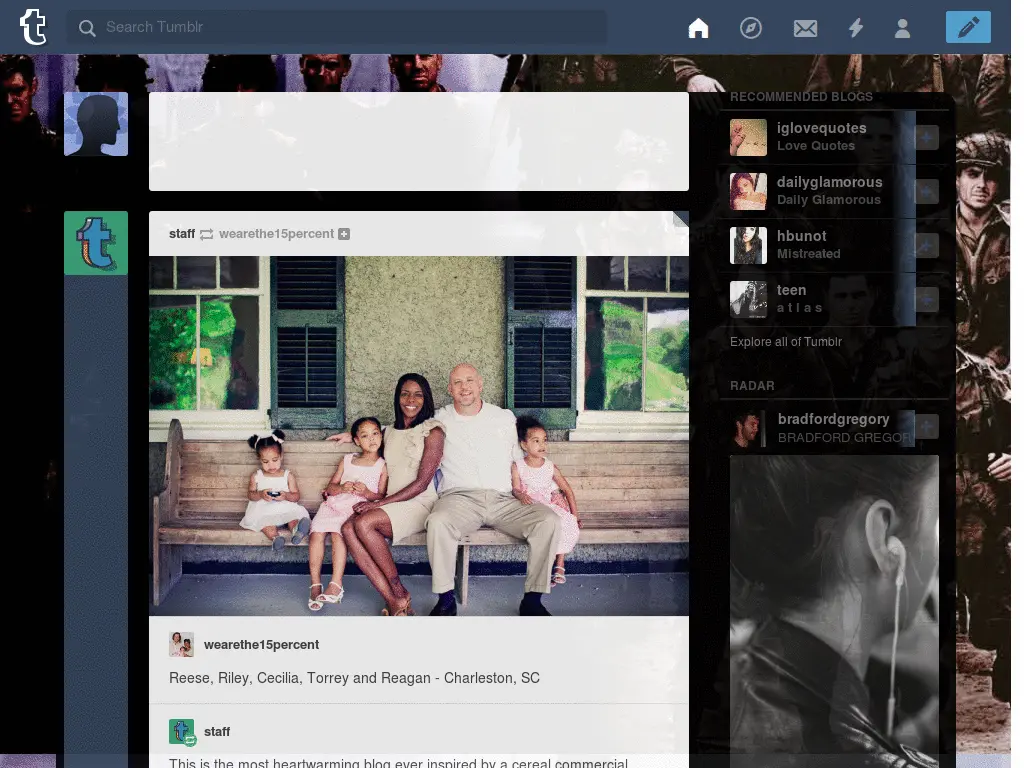 Search Tumblr
RECOMMENDED BLOGS
iglovequotes
Love Quotes
dailyglamorous
Daily Glamorous
hbunot
Mistreated
teen
a t l a s
Explore all of Tumblr
RADAR
bradfordgregory
BRADFORD GREGOR
staff wearethe15percent
wearethe15percent
Reese, Riley, Cecilia, Torrey and Reagan - Charleston, SC
staff
This is the most heartwarming blog ever inspired by a cereal commercial